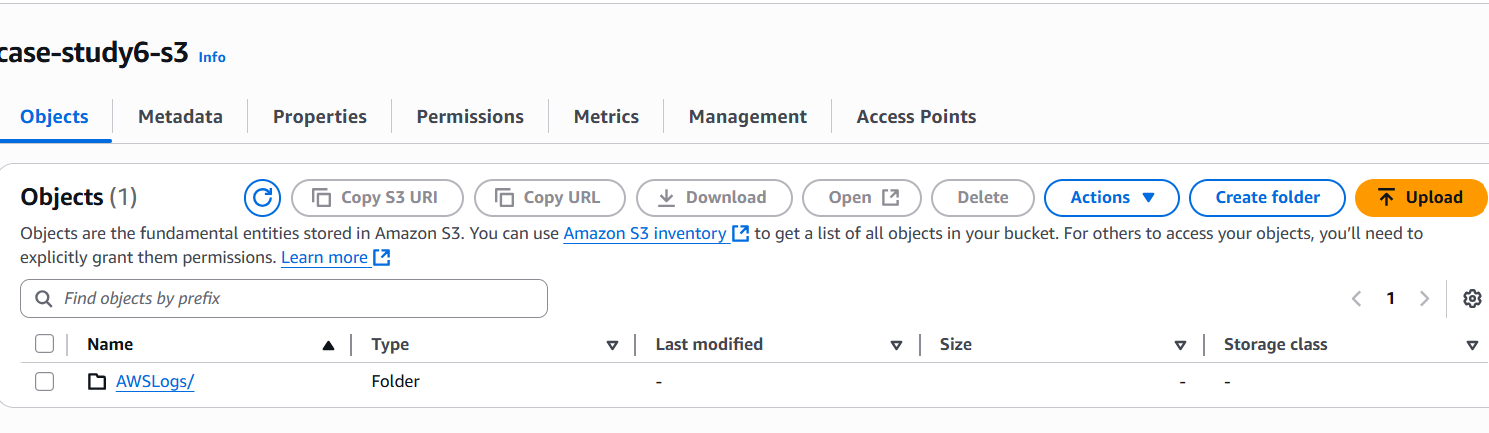 case-study6-s3 Info
Objects Metadata Properties Permissions Metrics Management Access Points
Objects (1) Copy S3 URI Copy URL Download Open Delete Actions Create folder Upload
Objects are the fundamental entities stored in Amazon S3. You can use Amazon S3 inventory to get a list of all objects in your bucket. For others to access your objects, you'll need to
explicitly grant them permissions. Learn more
Find objects by prefix 1
Name Type Last modified Size Storage class
AWSLogs/ Folder - - -